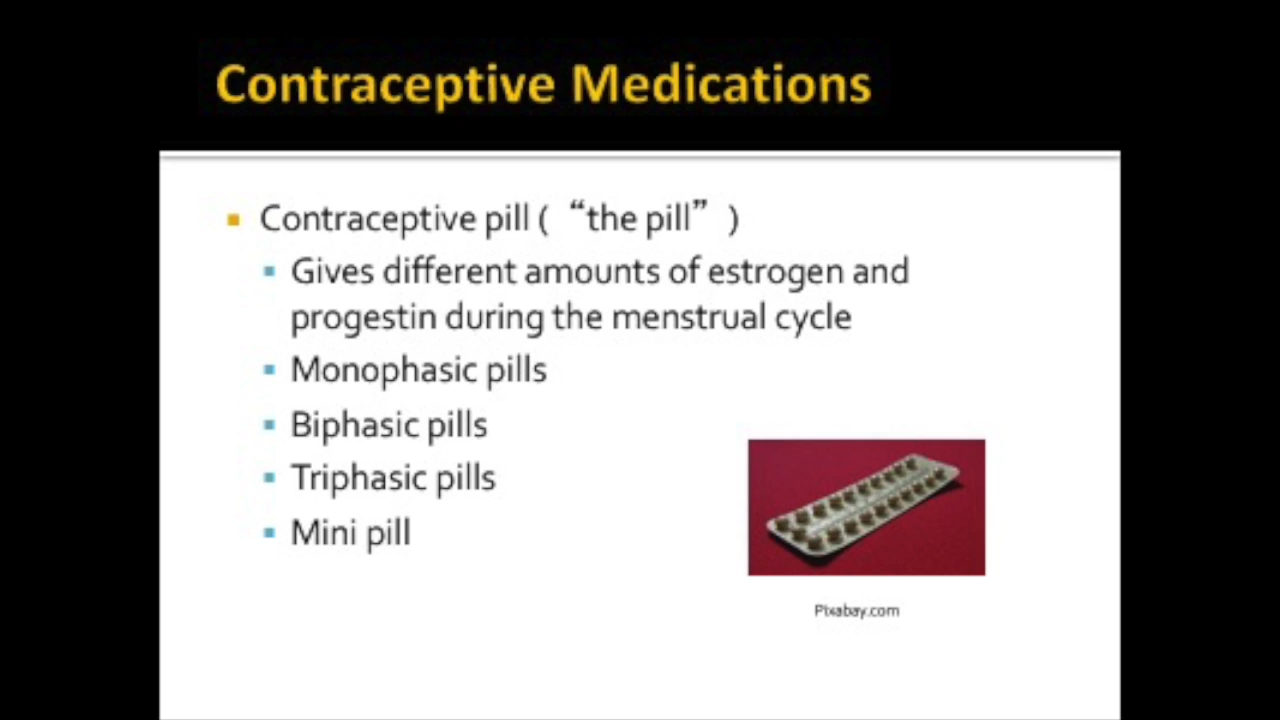 Contraceptive Medications
Contraceptive pill ( “the pill” )
Gives different amounts of estrogen and
progestin during the menstrual cycle
Monophasic pills
Biphasic pills
Triphasic pills
Mini pill
Pixabay.com